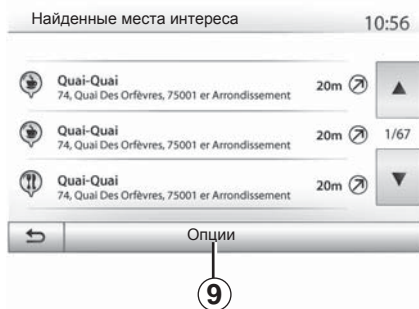 Найденные места интереса 10:56
Quai-Quai
74, Quai Des Orfèvres, 75001 er Arrondissement
20m
Quai-Quai
74, Quai Des Orfèvres, 75001 er Arrondissement
20m
1/67
Quai-Quai
74, Quai Des Orfèvres, 75001 er Arrondissement
20m
Опции
9